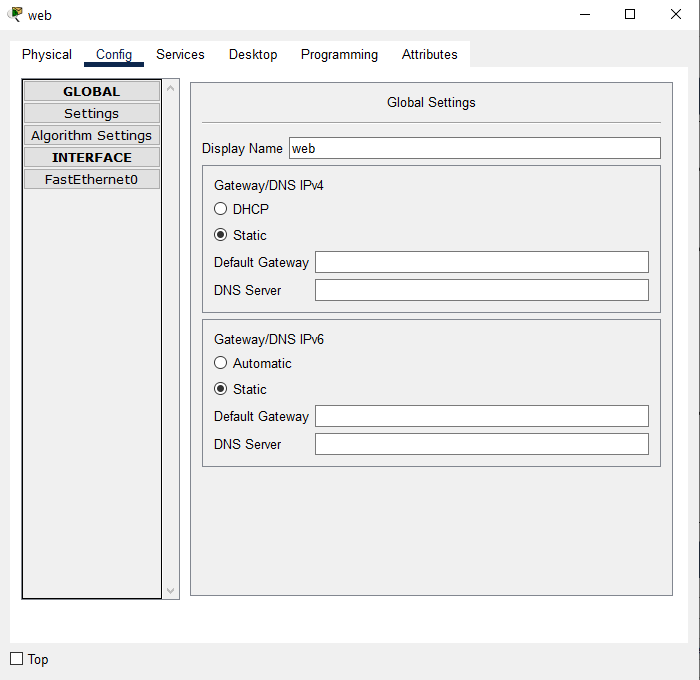 web
Physical Config Services Desktop Programming Attributes
GLOBAL
Settings
Algorithm Settings
INTERFACE
FastEthernet0
Global Settings
Display Name web
Gateway/DNS IPv4
DHCP
Static
Default Gateway
DNS Server
Gateway/DNS IPv6
Automatic
Static
Default Gateway
DNS Server
Top